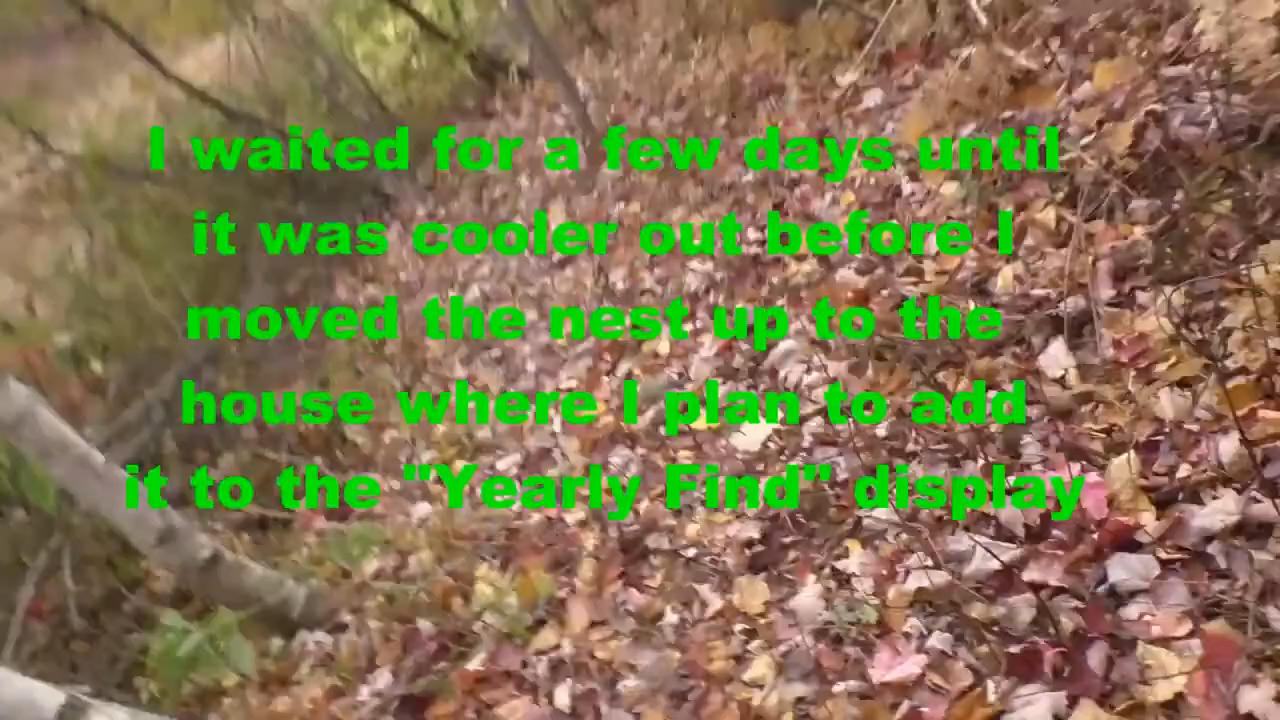 I waited for a few days until
it was cooler out before I
moved the nest up to the
house where I plan to add
it to the "Yearly Find" display